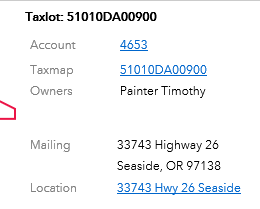 Taxlot: 51010DA00900
Account 4653
Taxmap 51010DA00900
Owners Painter Timothy
Mailing 33743 Highway 26
Seaside, OR 97138
Location 33743 Hwy 26 Seaside